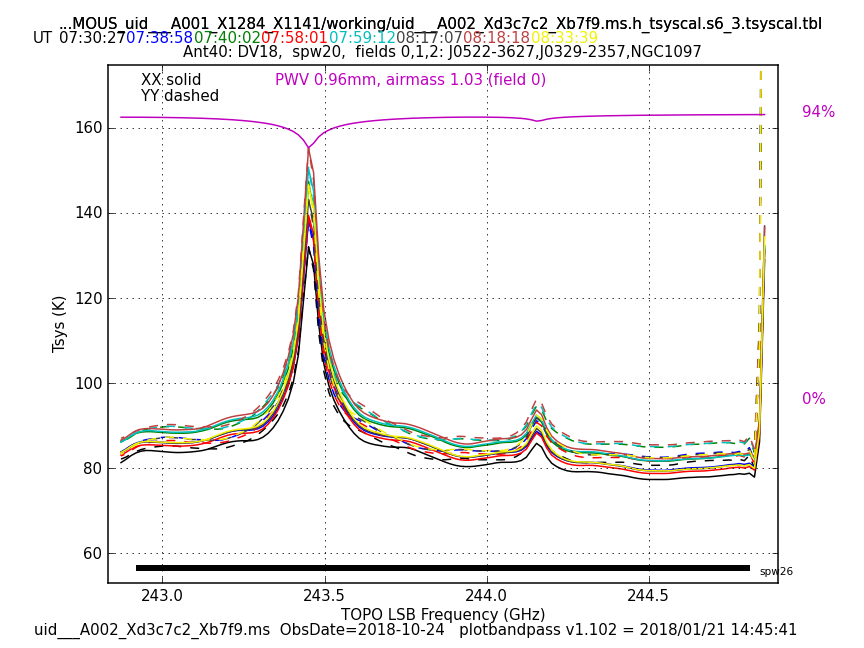 ...MOUS_uid___A001_X1284_X1141/working/uid___A002_Xd3c7c2_Xb7f9.ms.h_tsyscal.s6_3.tsyscal.tbl
UT 07:30:27 07:38:58 07:40:02 07:58:01 07:59:12 08:17:07 08:18:18 08:33:39
Ant40: DV18, spw20, fields 0,1,2: J0522-3627,J0329-2357,NGC1097
XX solid PWV 0.96mm, airmass 1.03 (field 0)
YY dashed
94%
160
140
120
100
0%
80
60
Tsys (K)
spw26
243.0 243.5 244.0 244.5
TOPO LSB Frequency (GHz)
uid___A002_Xd3c7c2_Xb7f9.ms ObsDate=2018-10-24 plotbandpass v1.102 = 2018/01/21 14:45:41